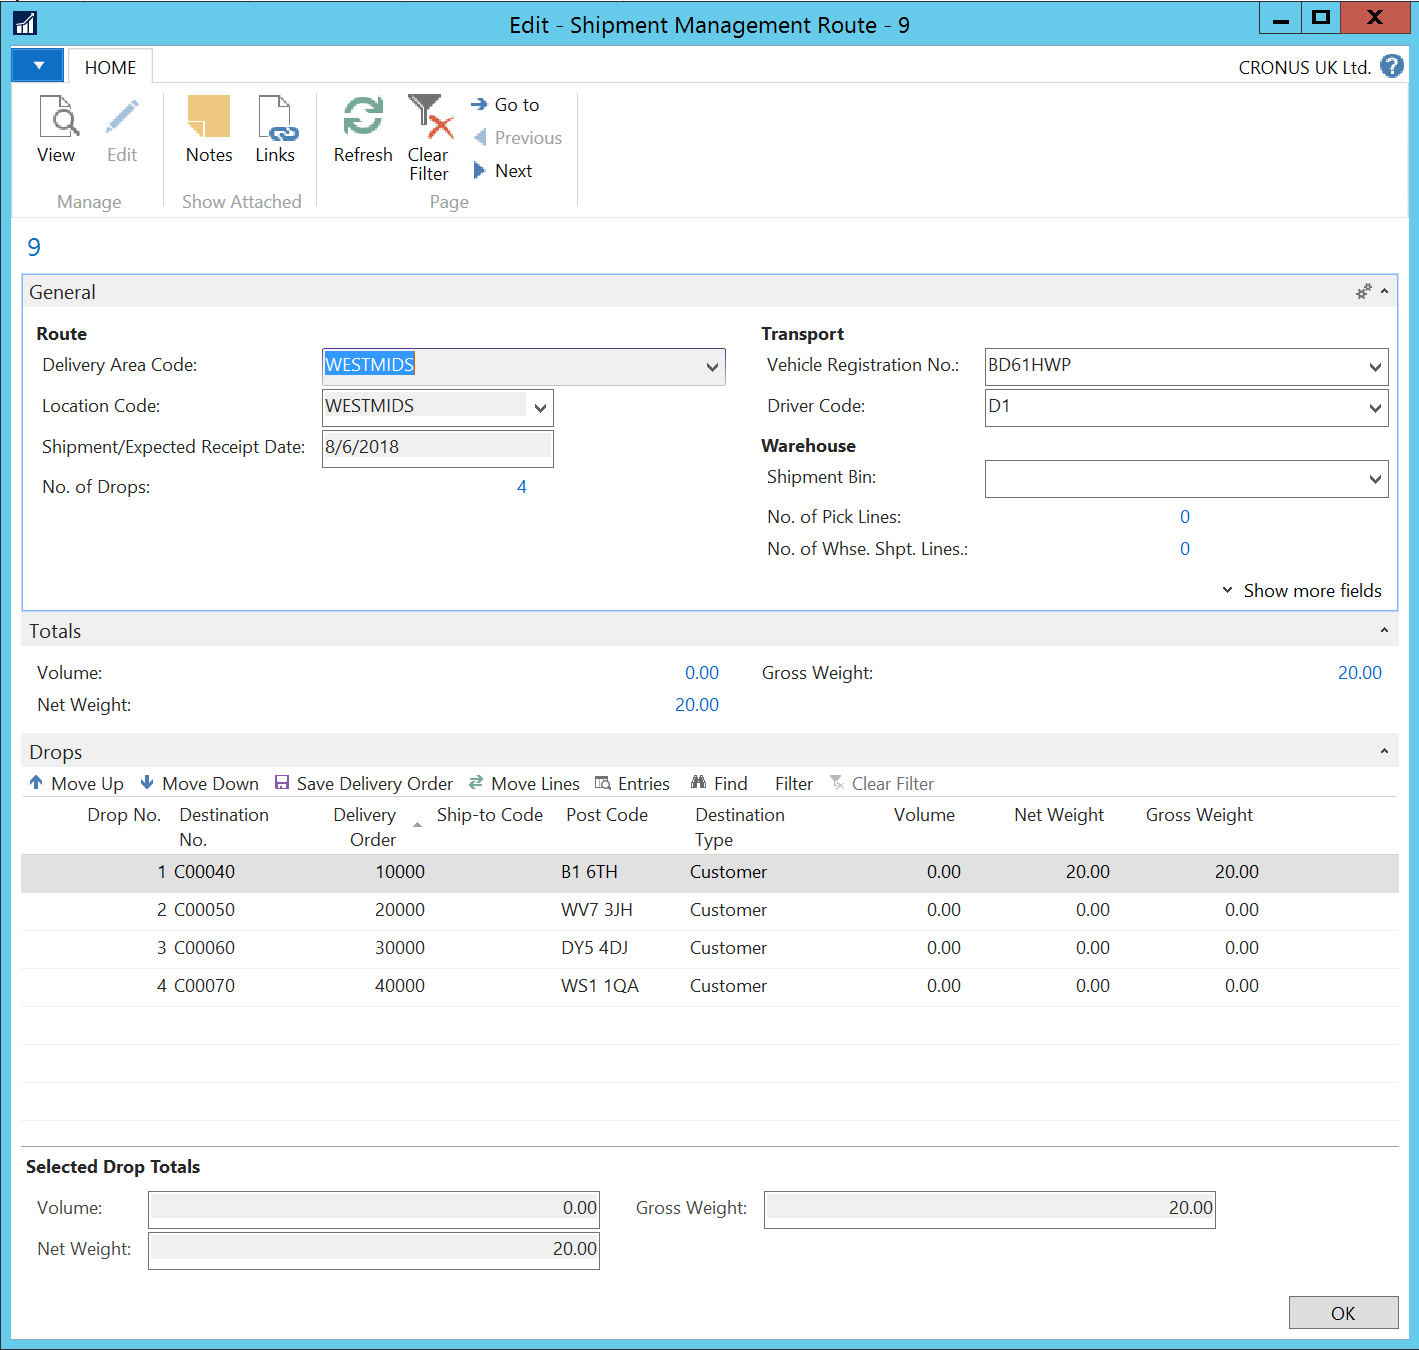 Edit - Shipment Management Route - 9
HOME
CRONUS UK Ltd.
View
Edit
Notes
Links
Refresh
Clear
Filter
Go to
Previous
Next
Manage
Show Attached
Page
9
General
Route
Transport
Delivery Area Code: WESTMIDS
Vehicle Registration No.: BD61HWP
Location Code: WESTMIDS
Driver Code: D1
Shipment/Expected Receipt Date: 8/6/2018
Warehouse
No. of Drops: 4
Shipment Bin:
No. of Pick Lines: 0
No. of Whse. Shpt. Lines.: 0
Show more fields
Totals
Volume: 0.00 Gross Weight: 20.00
Net Weight: 20.00
Drops
Move Up Move Down Save Delivery Order Move Lines Entries Find Filter Clear Filter
Drop No. Destination Delivery Ship-to Code Post Code Destination Volume Net Weight Gross Weight
No. Order Type
1 C00040 10000 B1 6TH Customer 0.00 20.00 20.00
2 C00050 20000 WV7 3JH Customer 0.00 0.00 0.00
3 C00060 30000 DY5 4DJ Customer 0.00 0.00 0.00
4 C00070 40000 WS1 1QA Customer 0.00 0.00 0.00
Selected Drop Totals
Volume: 0.00 Gross Weight: 20.00
Net Weight: 20.00
OK